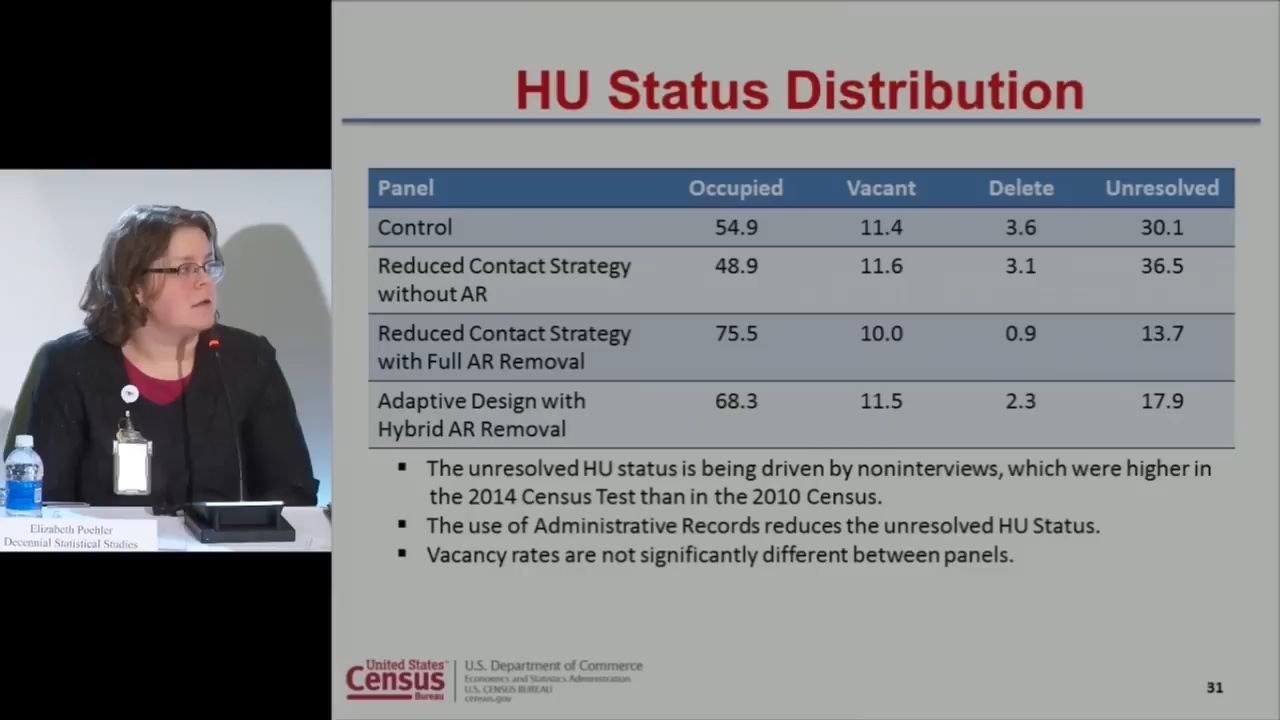 HU Status Distribution
Panel Occupied Vacant Delete Unresolved
Control 54.9 11.4 3.6 30.1
Reduced Contact Strategy 48.9 11.6 3.1 36.5
without AR
Reduced Contact Strategy 75.5 10.0 0.9 13.7
with Full AR Removal
Adaptive Design with 68.3 11.5 2.3 17.9
Hybrid AR Removal
▪ The unresolved HU status is being driven by noninterviews, which were higher in
the 2014 Census Test than in the 2010 Census.
▪ The use of Administrative Records reduces the unresolved HU Status.
▪ Vacancy rates are not significantly different between panels.
Elizabeth Poehler
Decennial Statistical Studies
United States™
Census
Bureau
U.S. Department of Commerce
Economics and Statistics Administration
U.S. CENSUS BUREAU
census.gov
31